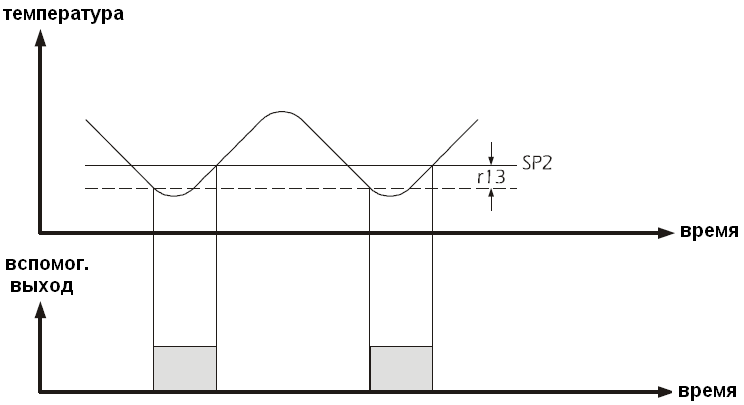 температура
SP2
r13
время
вспомог.
выход
время